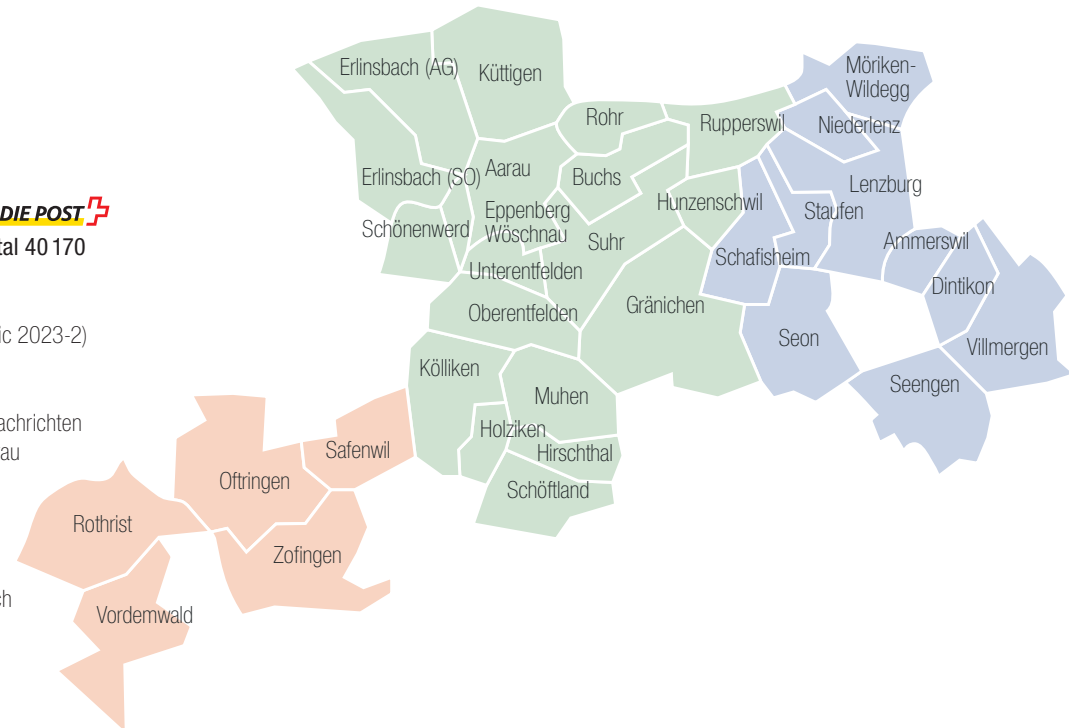 DIE POST
tal 40 170
ic 2023-2)
achrichten
au
ch
Erlinsbach (AG)
Küttigen
Möriken-
Wildegg
Rohr
Rupperswil
Niederlenz
Erlinsbach (SO)
Aarau
Buchs
Lenzburg
Hunzenschwil
Staufen
Eppenberg
Wöschnau
Schönenwerd
Suhr
Ammerswil
Schafisheim
Unterentfelden
Dintikon
Oberentfelden
Gränichen
Seon
Villmergen
Kölliken
Seengen
Muhen
Holziken
Safenwil
Hirschthal
Oftringen
Schöftland
Rothrist
Zofingen
Vordemwald